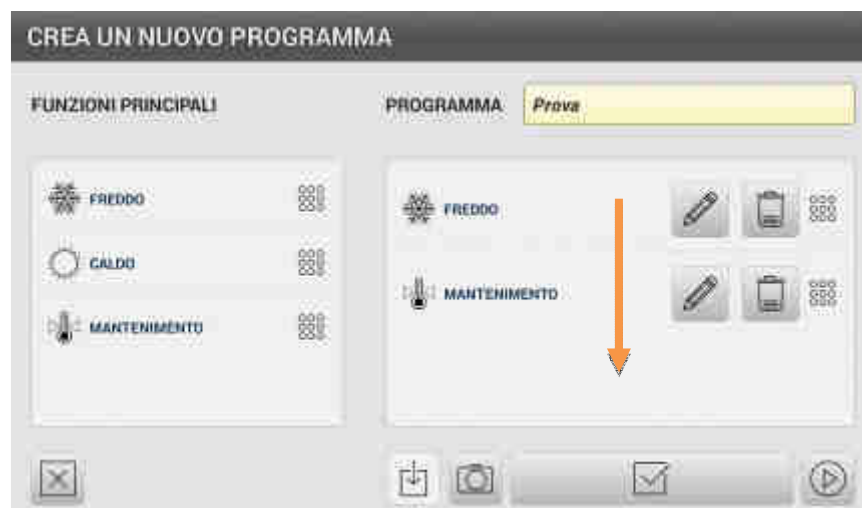 CREA UN NUOVO PROGRAMMA
FUNZIONI PRINCIPALI
PROGRAMMA Prova
FREDDO
CALDO
MANTENIMENTO
FREDDO
MANTENIMENTO